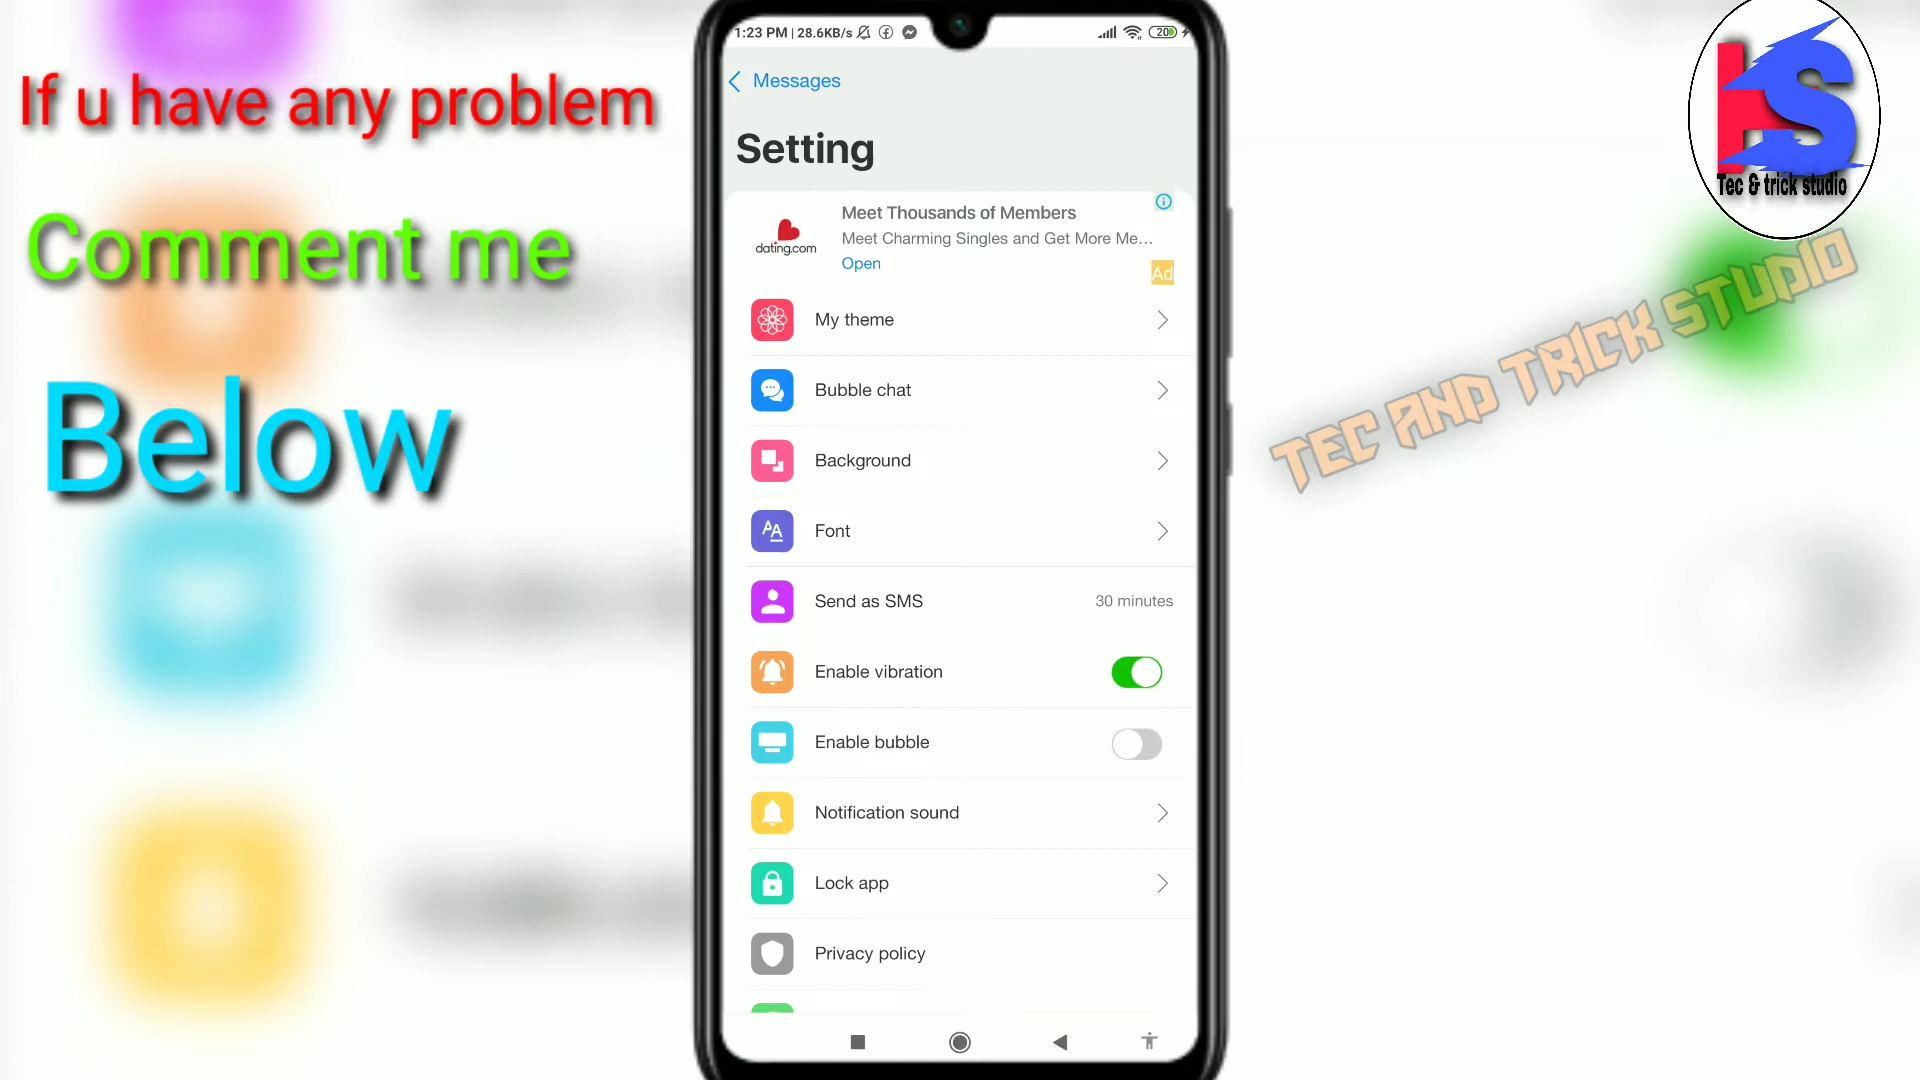 If u have any problem
Comment me
Below
1:23 PM | 28.6KB/s
20
Messages
Setting
dating.com
Meet Thousands of Members
Meet Charming Singles and Get More Me...
Open
Ad
My theme
Bubble chat
Background
Font
Send as SMS
30 minutes
Enable vibration
Enable bubble
Notification sound
Lock app
Privacy policy
HS
Tec & trick studio
TEC AND TRICK STUDIO